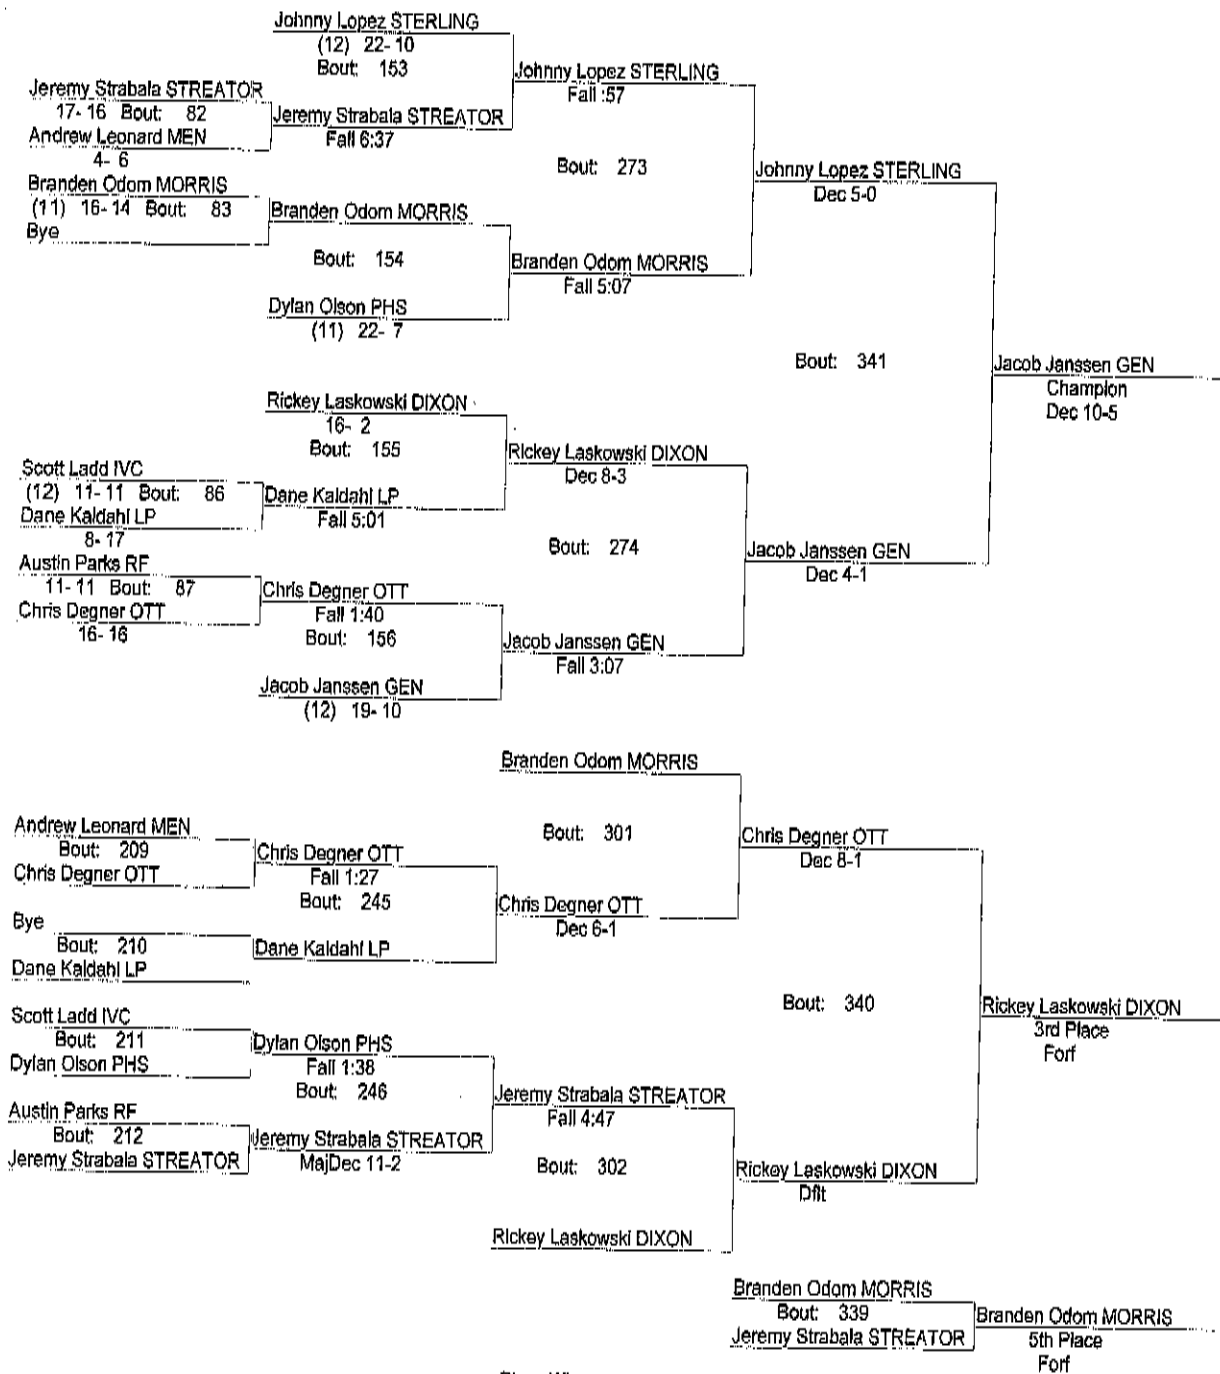 Johnny Lopez STERLING
(12) 22- 10
Bout: 153
Johnny Lopez STERLING
Fall :57
Jeremy Strabala STREATOR
17- 16 Bout: 82
Jeremy Strabala STREATOR
Fall 6:37
Andrew Leonard MEN
4- 6
Bout: 273
Johnny Lopez STERLING
Dec 5-0
Branden Odom MORRIS
(11) 16- 14 Bout: 83
Branden Odom MORRIS
Bye
Bout: 154
Branden Odom MORRIS
Fall 5:07
Dylan Olson PHS
(11) 22- 7
Bout: 341
Jacob Janssen GEN
Champion
Dec 10-5
Rickey Laskowski DIXON
16- 2
Bout: 155
Rickey Laskowski DIXON
Dec 8-3
Scott Ladd IVC
(12) 11- 11 Bout: 86
Dane Kaldahl LP
Fall 5:01
Dane Kaldahl LP
8- 17
Bout: 274
Jacob Janssen GEN
Dec 4-1
Austin Parks RF
11- 11 Bout: 87
Chris Degner OTT
Fall 1:40
Chris Degner OTT
16- 16
Bout: 156
Jacob Janssen GEN
Fall 3:07
Jacob Janssen GEN
(12) 19- 10
Branden Odom MORRIS
Andrew Leonard MEN
Bout: 209
Chris Degner OTT
Bout: 301
Chris Degner OTT
Dec 8-1
Chris Degner OTT
Fall 1:27
Bout: 245
Chris Degner OTT
Dec 6-1
Bye
Bout: 210
Dane Kaldahl LP
Dane Kaldahl LP
Bout: 340
Rickey Laskowski DIXON
3rd Place
Forf
Scott Ladd IVC
Bout: 211
Dylan Olson PHS
Dylan Olson PHS
Fall 1:38
Bout: 246
Jeremy Strabala STREATOR
Fall 4:47
Austin Parks RF
Bout: 212
Jeremy Strabala STREATOR
Jeremy Strabala STREATOR
MajDec 11-2
Bout: 302
Rickey Laskowski DIXON
Dflt
Rickey Laskowski DIXON
Branden Odom MORRIS
Bout: 339
Jeremy Strabala STREATOR
Branden Odom MORRIS
5th Place
Forf